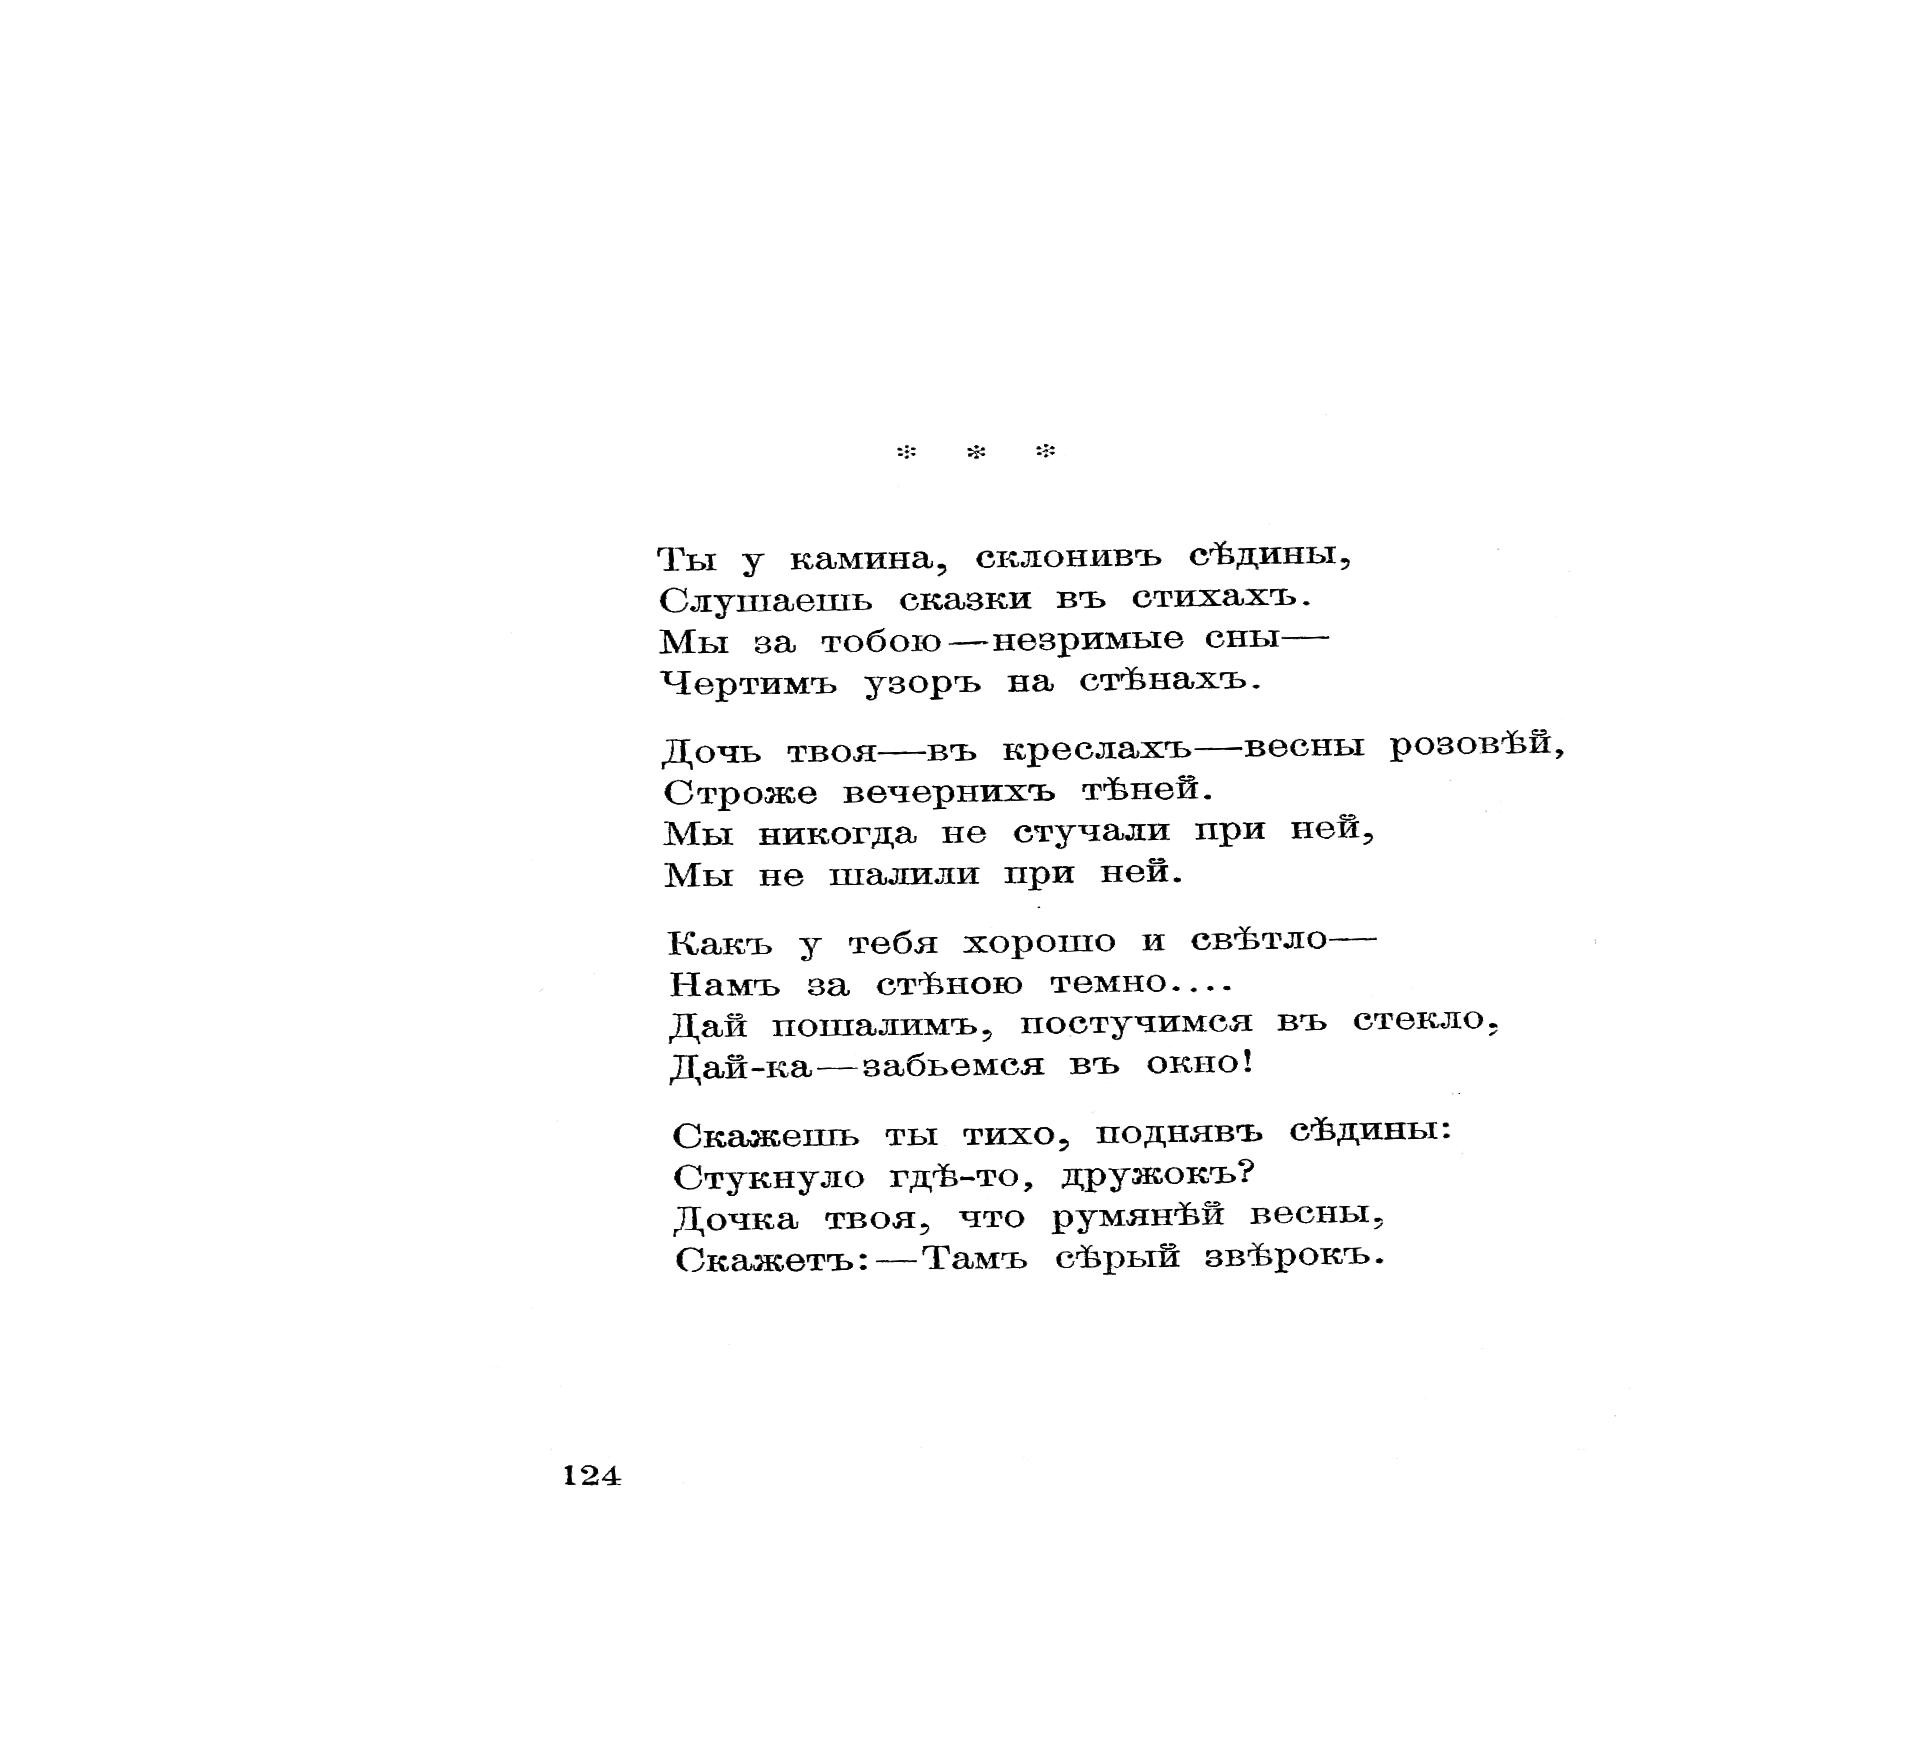 * * *
Ты у камина, склонивъ сѣдины,
Слушаешь сказки въ стихахъ.
Мы за тобою—незримые сны—
Чертимъ узоръ на стѣнахъ.
Дочь твоя—въ креслахъ—весны розовѣй,
Строже вечернихъ тѣней.
Мы никогда не стучали при ней,
Мы не шалили при ней.
Какъ у тебя хорошо и свѣтло—
Намъ за стѣною темно....
Дай пошалимъ, постучимся въ стекло,
Дай-ка—забьемся въ окно!
Скажешь ты тихо, поднявъ сѣдины:
Стукнуло гдѣ-то, дружокъ?
Дочка твоя, что румянѣй весны,
Скажетъ:—Тамъ сѣрый звѣрокъ.
124